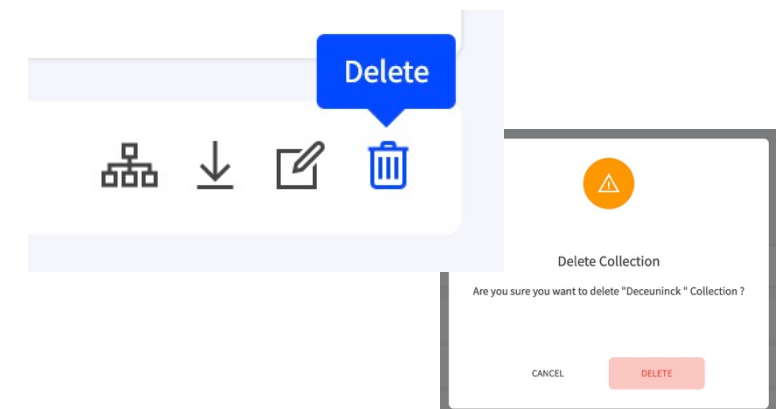 Delete
Delete Collection
Are you sure you want to delete "Deceuninck " Collection ?
CANCEL
DELETE